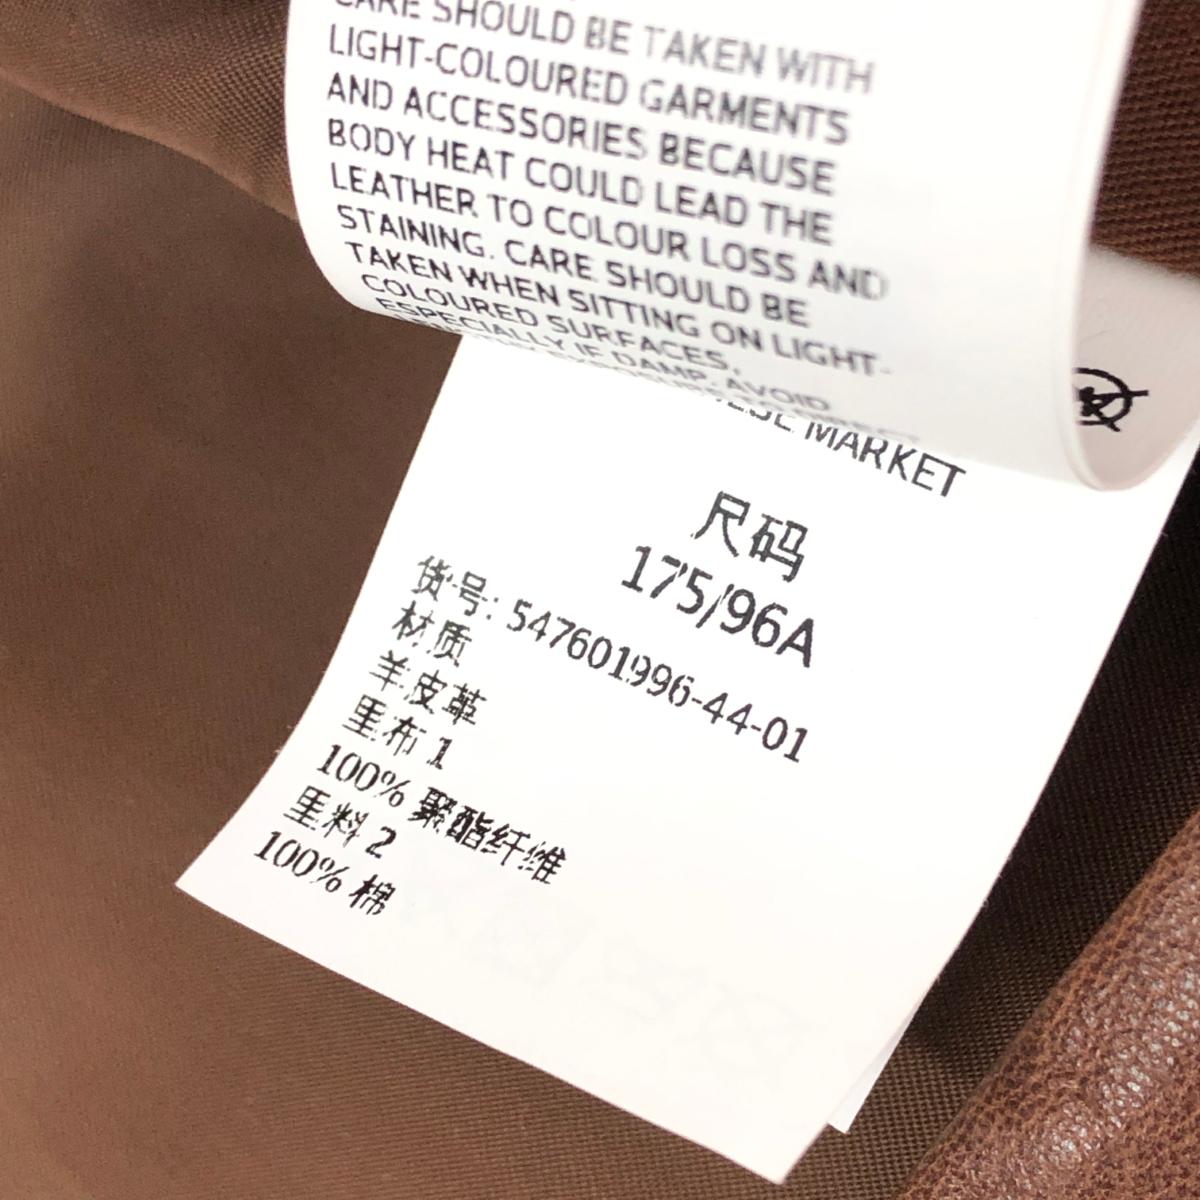 CARE SHOULD BE TAKEN WITH
LIGHT-COLOURED GARMENTS
AND ACCESSORIES BECAUSE
BODY HEAT COULD LEAD THE
LEATHER TO COLOUR LOSS AND
STAINING. CARE SHOULD BE
TAKEN WHEN SITTING ON LIGHT-
COLOURED SURFACES,
ESPECIALLY IF DAMP. AVOID
MARKET
尺码
175/96A
货号: 547601996-44-01
材质
羊皮革
里布 1
100% 聚酯纤维
里料 2
100% 棉